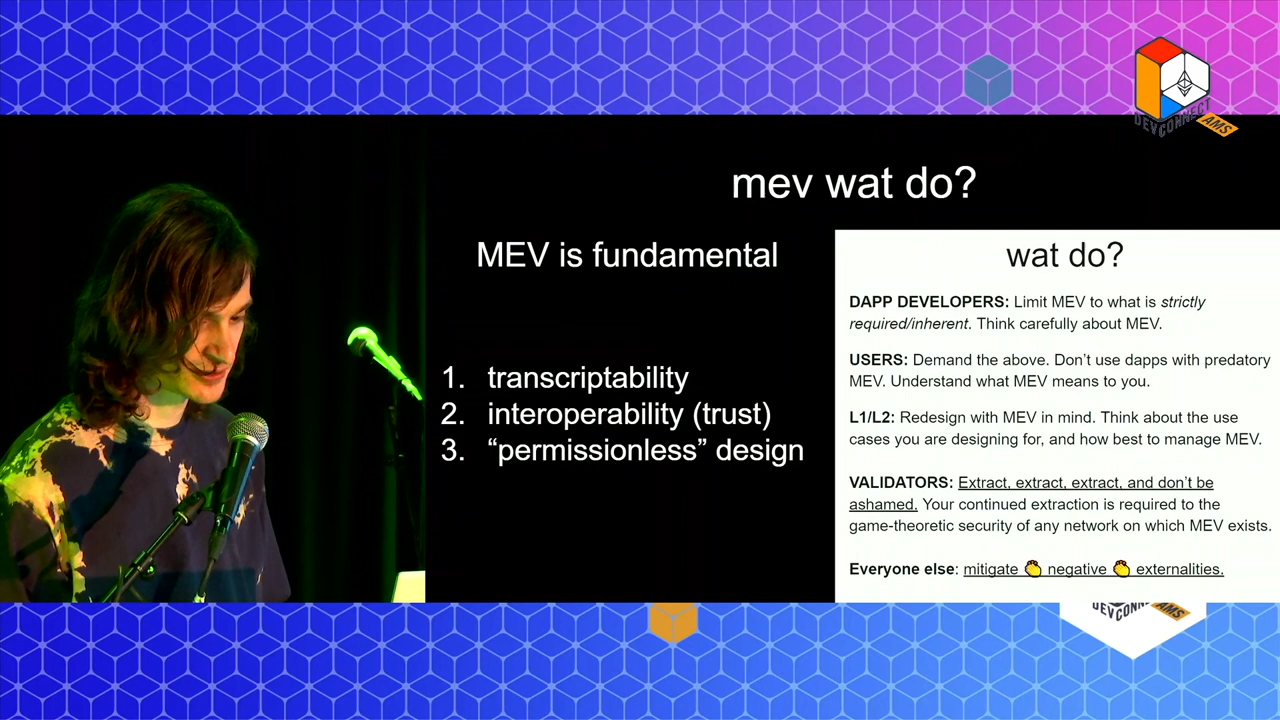 DEVCONNECT
AMS
mev wat do?
MEV is fundamental
1. transcriptability
2. interoperability (trust)
3. “permissionless” design
wat do?
DAPP DEVELOPERS: Limit MEV to what is strictly
required/inherent. Think carefully about MEV.
USERS: Demand the above. Don’t use dapps with predatory
MEV. Understand what MEV means to you.
L1/L2: Redesign with MEV in mind. Think about the use
cases you are designing for, and how best to manage MEV.
VALIDATORS: Extract, extract, extract, and don’t be
ashamed. Your continued extraction is required to the
game-theoretic security of any network on which MEV exists.
Everyone else: mitigate 👏 negative 👏 externalities.
DEVCONNECT
AMS